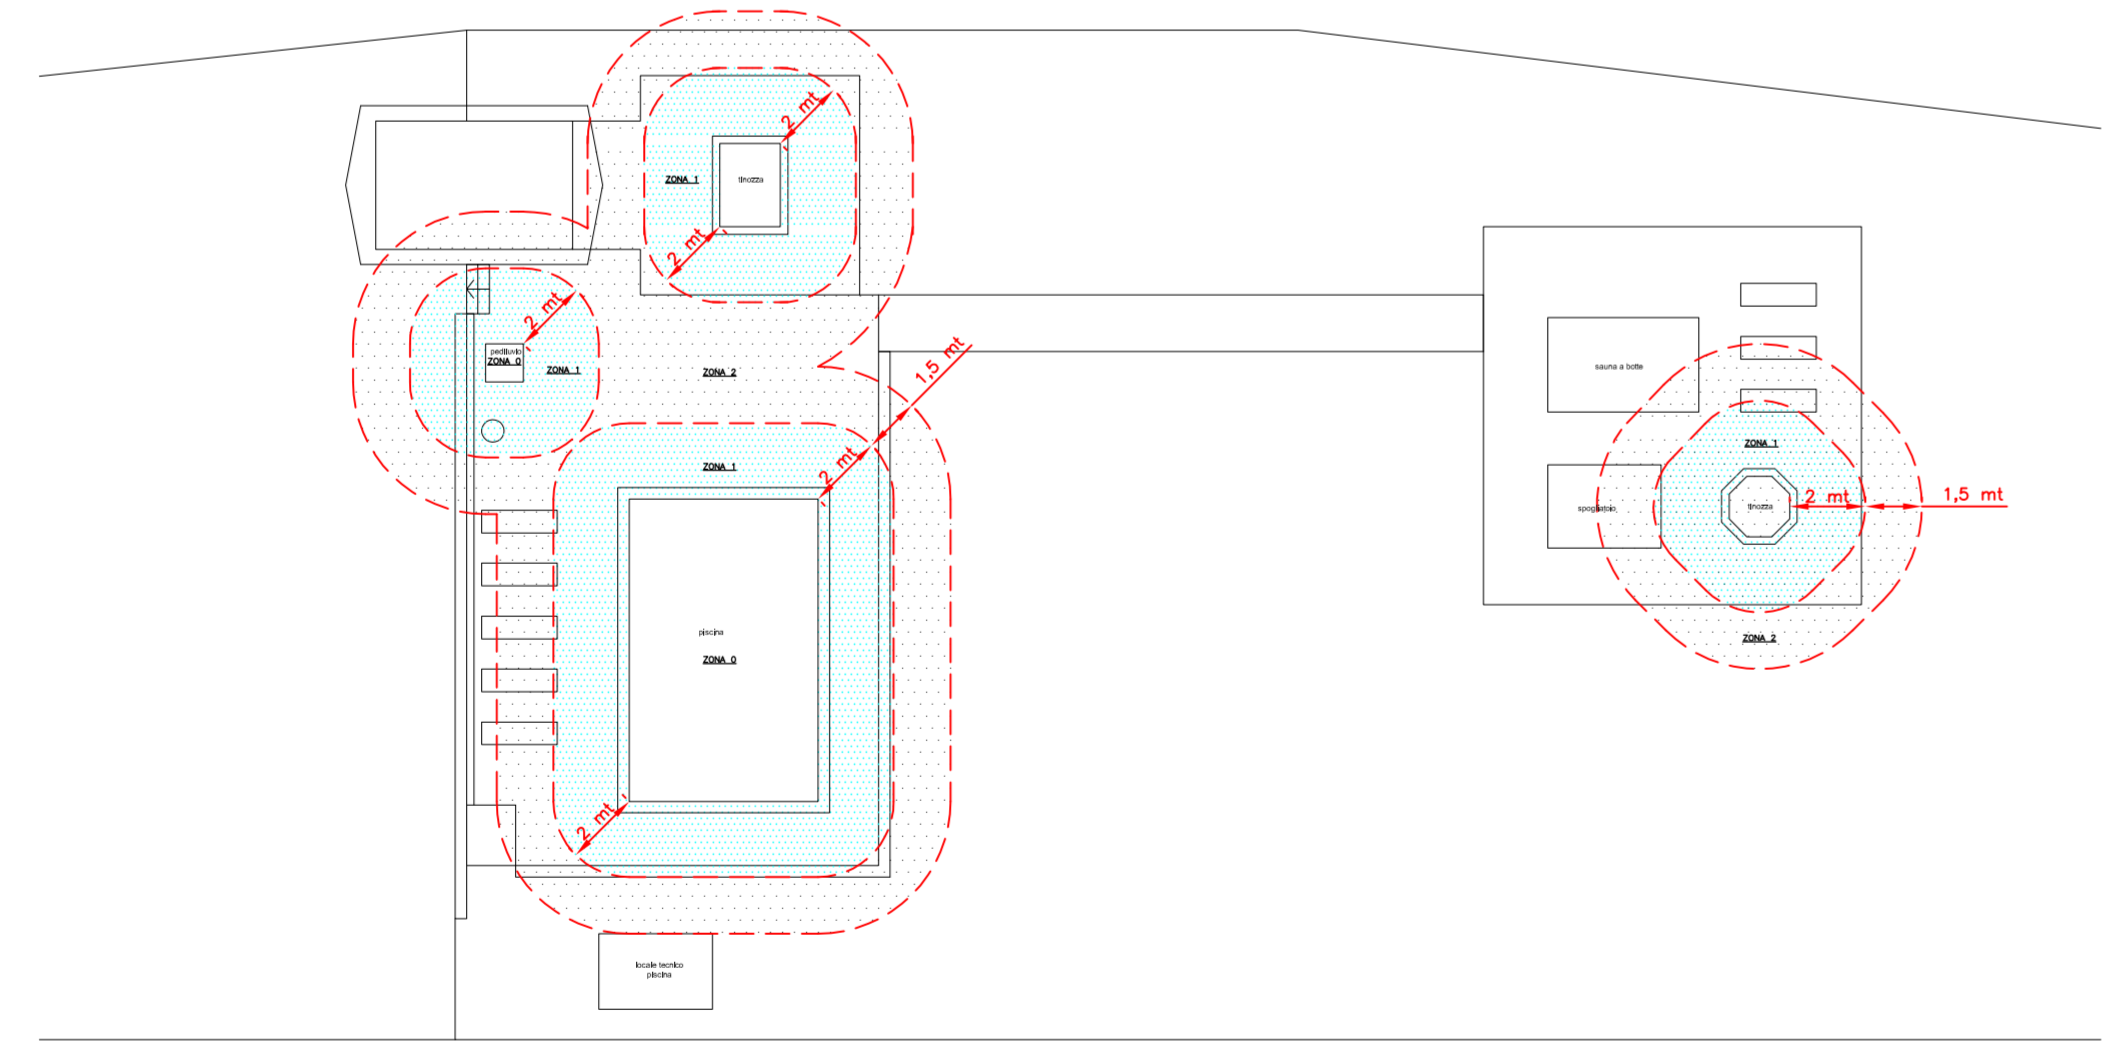 2 mt
ZONA 1
tinozza
2 mt
2 mt
pediluvio
ZONA 0
ZONA 1
ZONA 2
1,5 mt
sauna a botte
ZONA 1
ZONA 1
2 mt
2 mt
1,5 mt
spogliatoio
tinozza
piscina
ZONA 0
ZONA 2
2 mt
locale tecnico
piscina